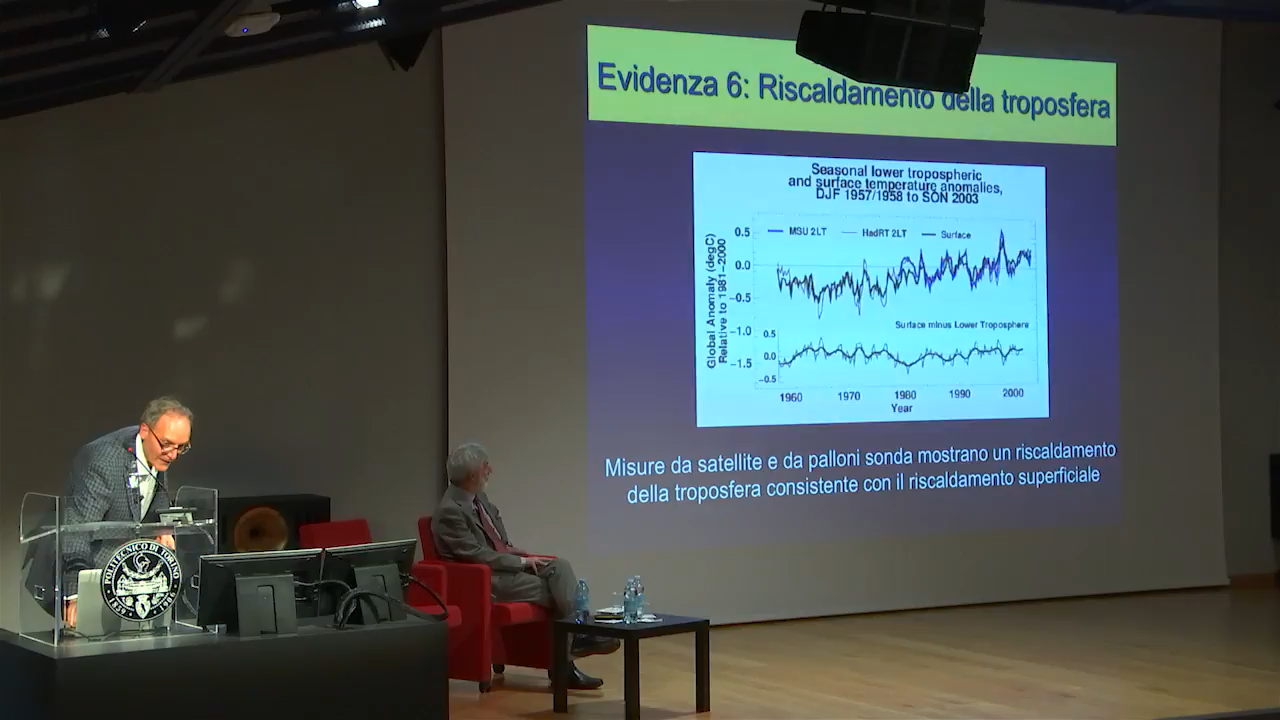 Evidenza 6: Riscaldamento della troposfera
Seasonal lower tropospheric
and surface temperature anomalies,
DJF 1957/1958 to SON 2003
MSU 2LT
HadRT 2LT
Surface
Global Anomaly (degC)
Relative to 1981–2000
0.5
0.0
−0.5
−1.0
−1.5
Surface minus Lower Troposphere
0.5
0.0
−0.5
1960
1970
1980
1990
2000
Year
Misure da satellite e da palloni sonda mostrano un riscaldamento
della troposfera consistente con il riscaldamento superficiale
POLITECNICO DI TORINO
1859